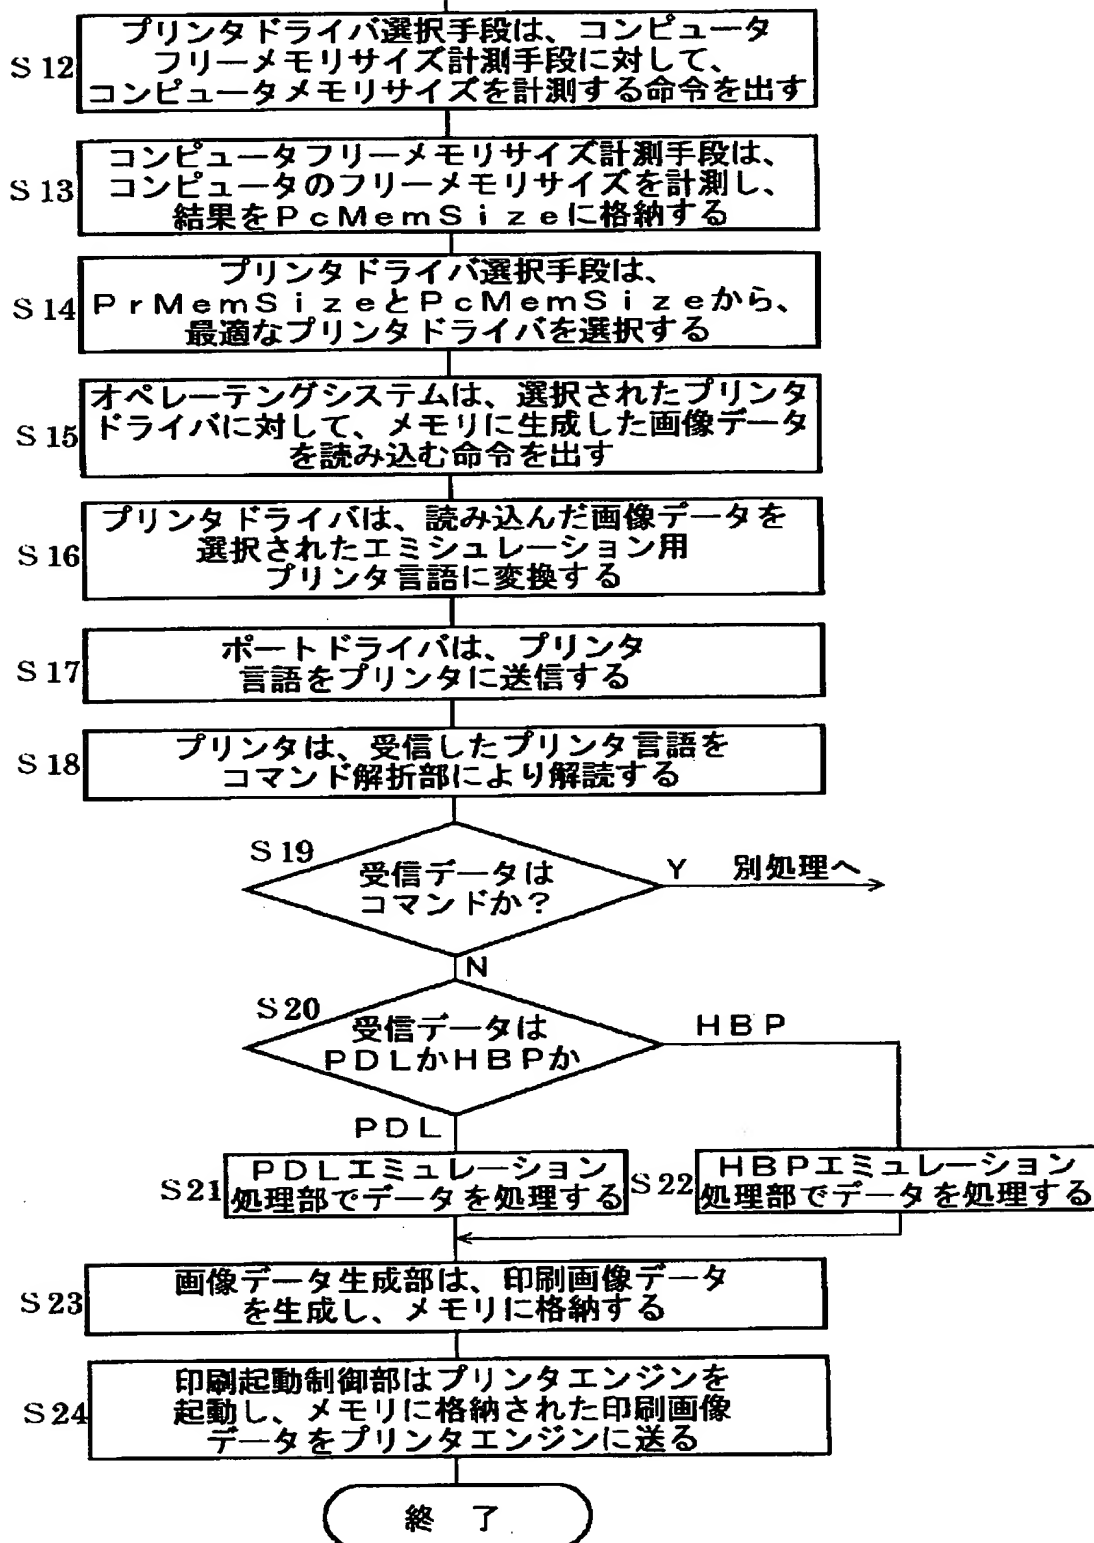 S12
プリンタドライバ選択手段は、コンピュータ
フリーメモリサイズ計測手段に対して、
コンピュータメモリサイズを計測する命令を出す
S13
コンピュータフリーメモリサイズ計測手段は、
コンピュータのフリーメモリサイズを計測し、
結果をPcMemSizeに格納する
S14
プリンタドライバ選択手段は、
PrMemSizeとPcMemSizeから、
最適なプリンタドライバを選択する
S15
オペレーテングシステムは、選択されたプリンタ
ドライバに対して、メモリに生成した画像データ
を読み込む命令を出す
S16
プリンタドライバは、読み込んだ画像データを
選択されたエミシュレーション用
プリンタ言語に変換する
S17
ポートドライバは、プリンタ
言語をプリンタに送信する
S18
プリンタは、受信したプリンタ言語を
コマンド解折部により解読する
S19
受信データは
コマンドか?
Y 別処理へ
N
S20
受信データは
PDLかHBPか
HBP
PDL
S21
PDLエミュレーション
処理部でデータを処理する
S22
HBPエミュレーション
処理部でデータを処理する
S23
画像データ生成部は、印刷画像データ
を生成し、メモリに格納する
S24
印刷起動制御部はプリンタエンジンを
起動し、メモリに格納された印刷画像
データをプリンタエンジンに送る
終 了